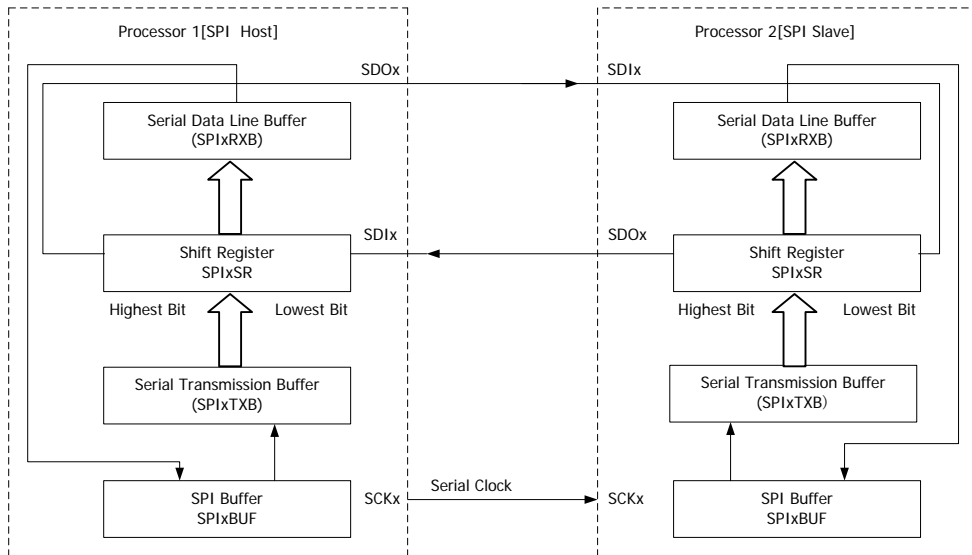 Processor 1[SPI Host]
SDOx
Serial Data Line Buffer
(SPIxRXB)
Shift Register
SPIxSR
SDIx
Highest Bit
Lowest Bit
Serial Transmission Buffer
(SPIxTXB)
SPI Buffer
SPIxBUF
SCKx
Serial Clock
Processor 2[SPI Slave]
SDIx
Serial Data Line Buffer
(SPIxRXB)
SDOx
Shift Register
SPIxSR
Highest Bit
Lowest Bit
Serial Transmission Buffer
(SPIxTXB)
SCKx
SPI Buffer
SPIxBUF